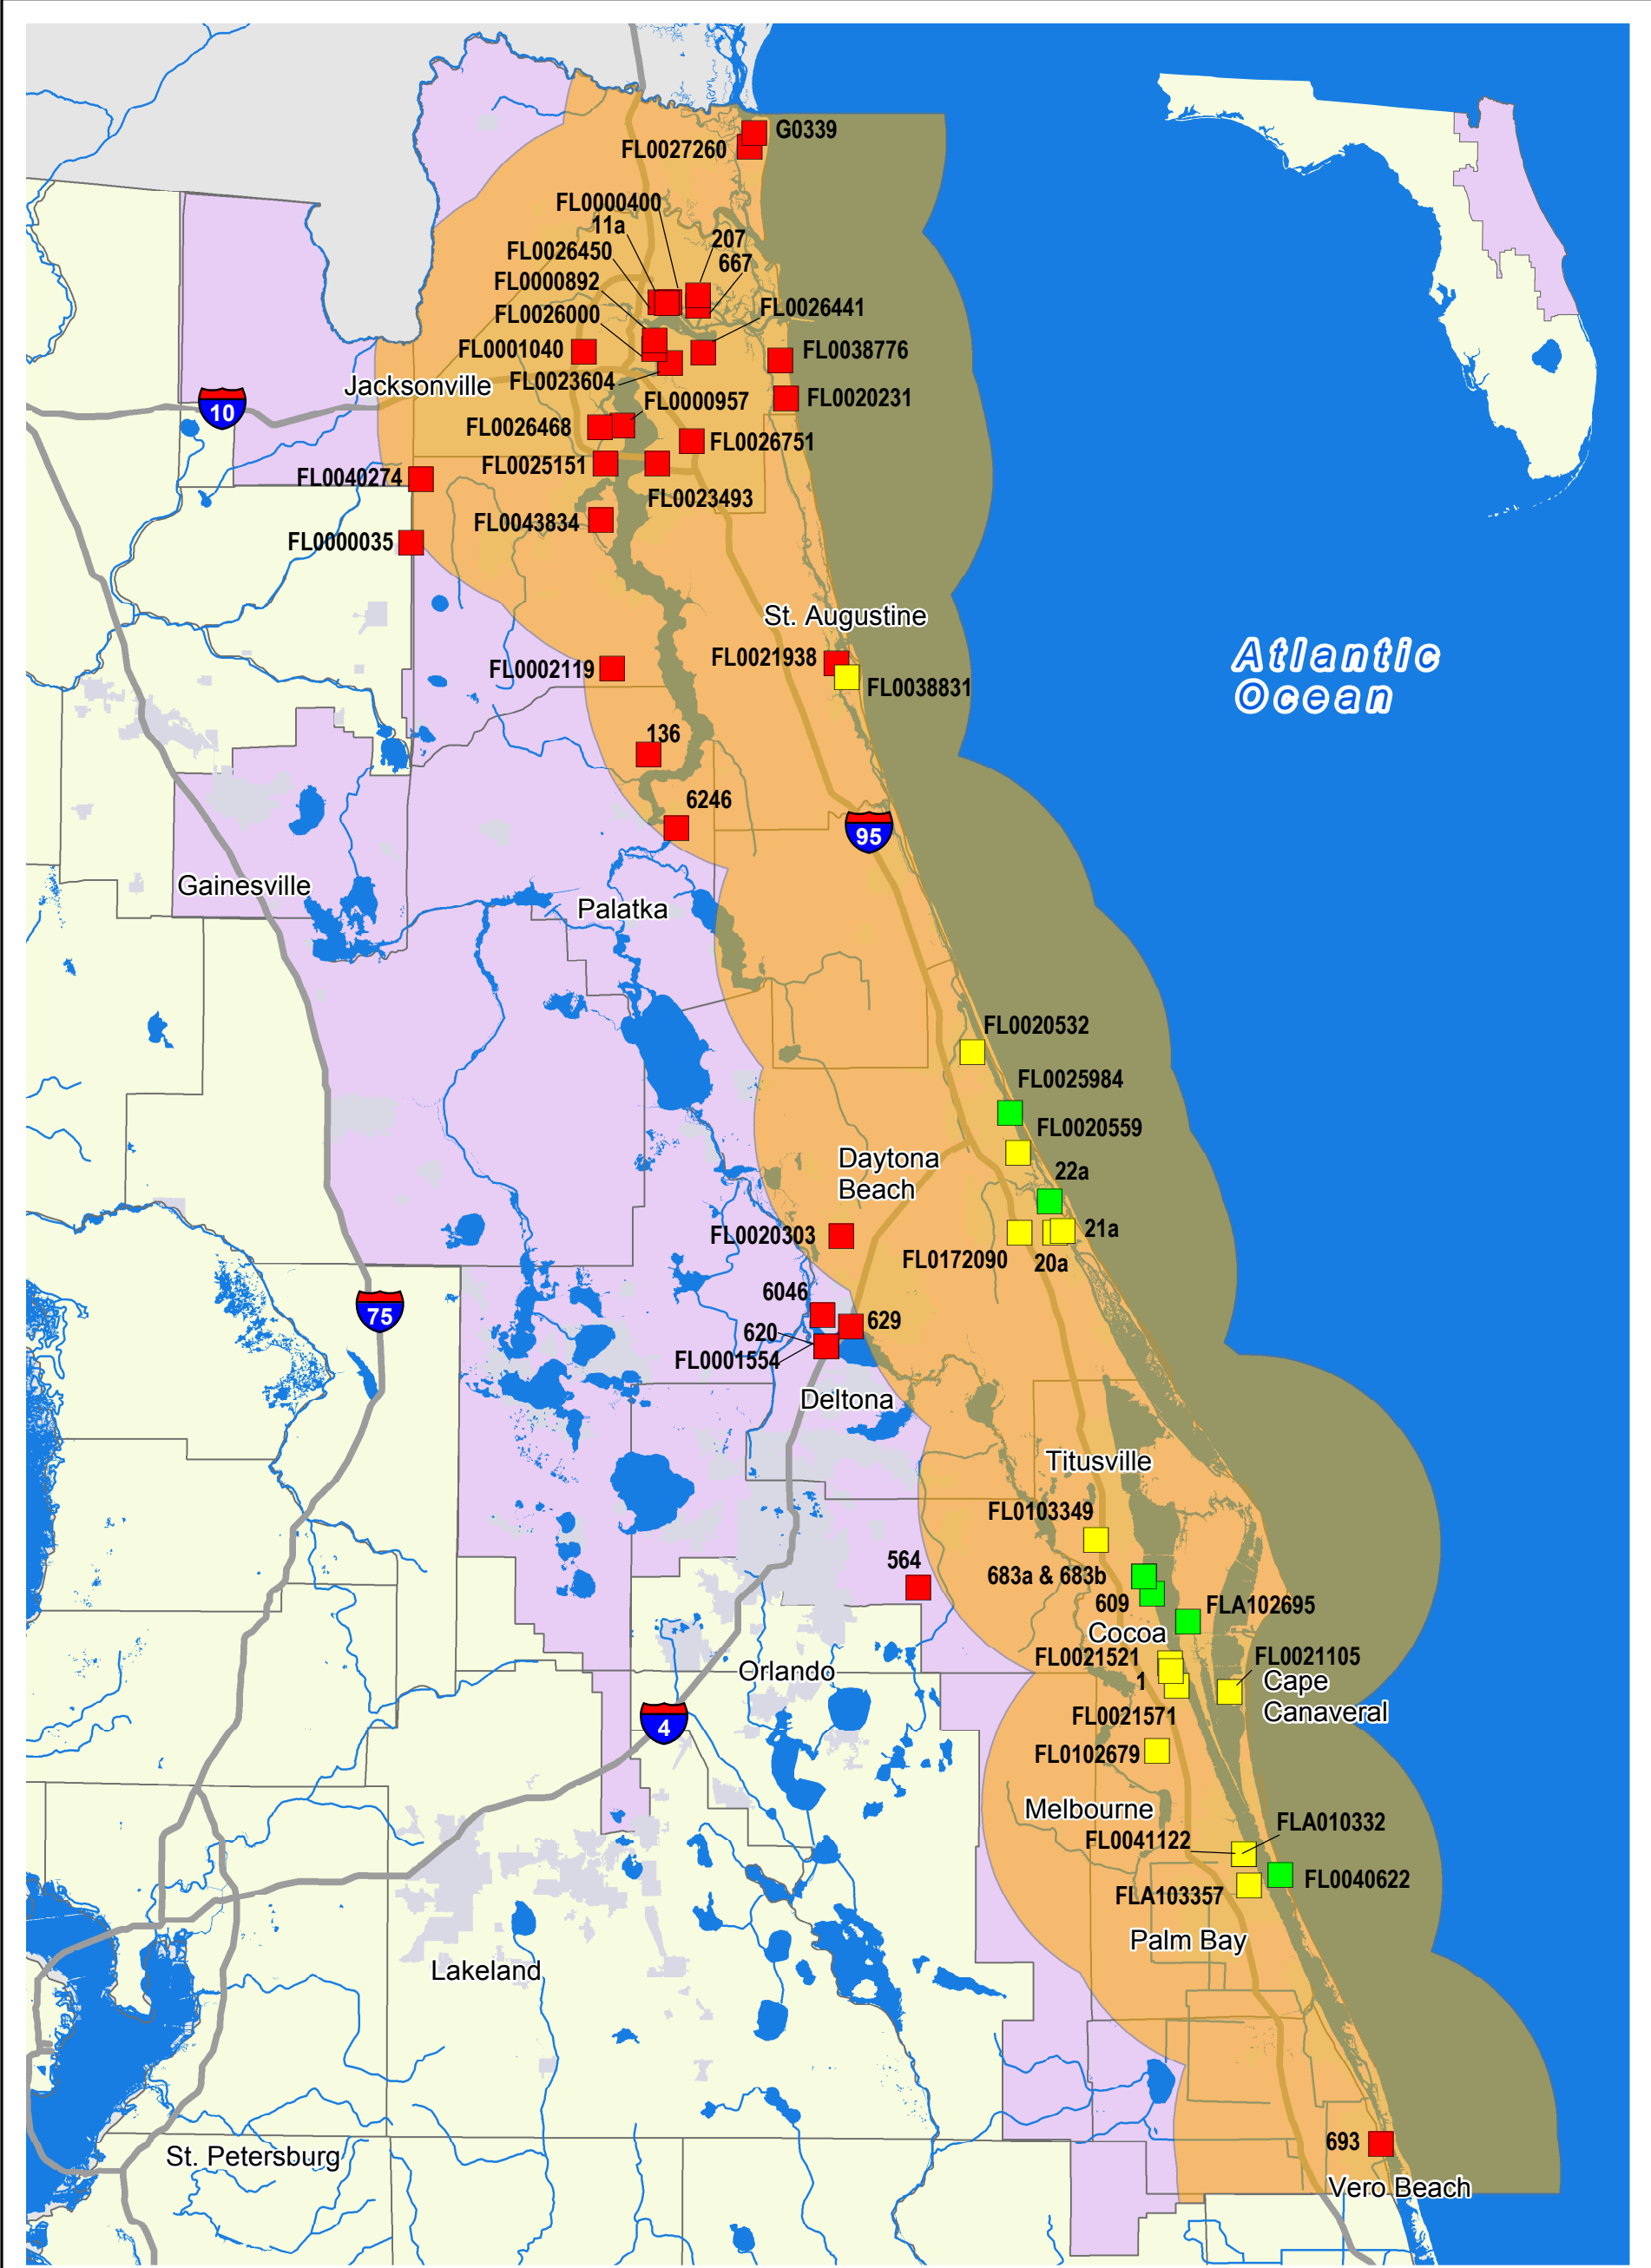 G0339
FL0027260
FL0000400
11a
207
FL0026450
667
FL0000892
FL0026441
FL0026000
FL0001040
FL0038776
FL0023604
Jacksonville
10
FL0000957
FL0020231
FL0026468
FL0026751
FL0025151
FL0040274
FL0023493
FL0043834
FL0000035
St. Augustine
Atlantic
Ocean
FL0021938
FL0002119
FL0038831
136
6246
95
Gainesville
Palatka
FL0020532
FL0025984
FL0020559
Daytona
Beach
22a
FL0020303
21a
FL0172090
20a
6046
75
629
620
FL0001554
Deltona
Titusville
FL0103349
564
683a & 683b
609
FLA102695
Cocoa
FL0021521
FL0021105
Orlando
1
Cape
Canaveral
4
FL0021571
FL0102679
Melbourne
FLA010332
FL0041122
FL0040622
FLA103357
Palm Bay
Lakeland
693
St. Petersburg
Vero Beach